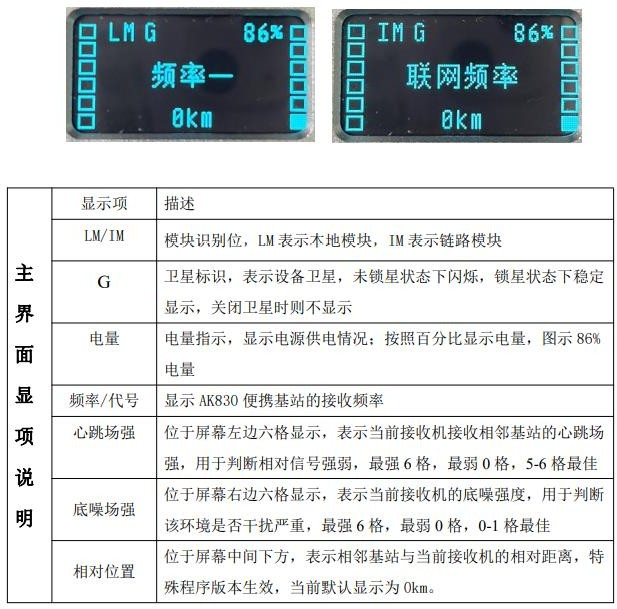 LM G 86%
频率一
0km
IM G 86%
联网频率
0km
主界面显项说明
显示项 描述
LM/IM 模块识别位，LM 表示本地模块，IM 表示链路模块
G 卫星标识，表示设备卫星，未锁星状态下闪烁，锁星状态下稳定
显示，关闭卫星时则不显示
电量 电量指示，显示电源供电情况；按照百分比显示电量，图示 86%
电量
频率/代号 显示 AK830 便携基站的接收频率
心跳场强 位于屏幕左边六格显示，表示当前接收机接收相邻基站的心跳场
强，用于判断相对信号强弱，最强 6 格，最弱 0 格，5-6 格最佳
底噪场强 位于屏幕右边六格显示，表示当前接收机的底噪强度，用于判断
该环境是否干扰严重，最强 6 格，最弱 0 格，0-1 格最佳
相对位置 位于屏幕中间下方，表示相邻基站与当前接收机的相对距离，特
殊程序版本生效，当前默认显示为 0km。